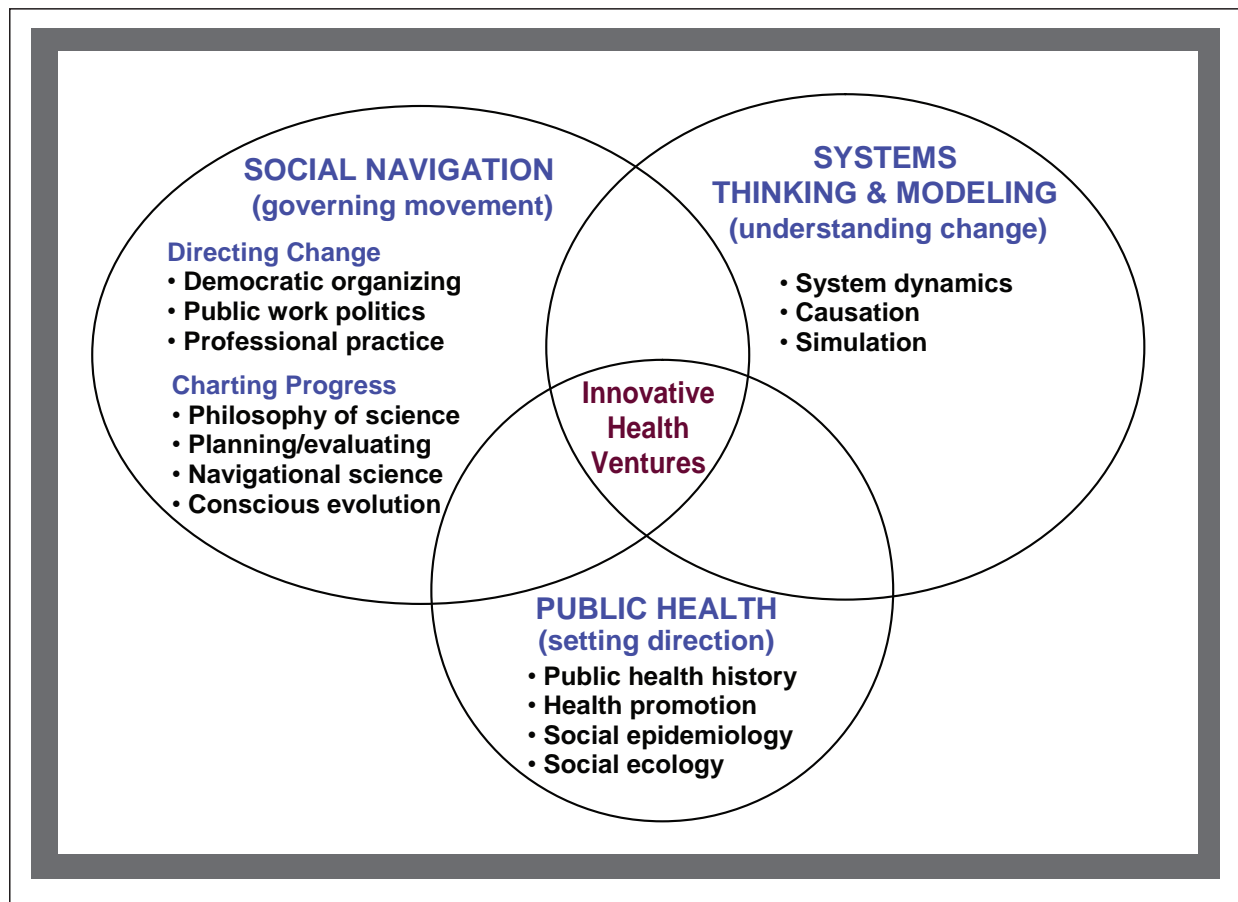 SOCIAL NAVIGATION
(governing movement)
Directing Change
• Democratic organizing
• Public work politics
• Professional practice
Charting Progress
• Philosophy of science
• Planning/evaluating
• Navigational science
• Conscious evolution
SYSTEMS
THINKING & MODELING
(understanding change)
• System dynamics
• Causation
• Simulation
Innovative
Health
Ventures
PUBLIC HEALTH
(setting direction)
• Public health history
• Health promotion
• Social epidemiology
• Social ecology